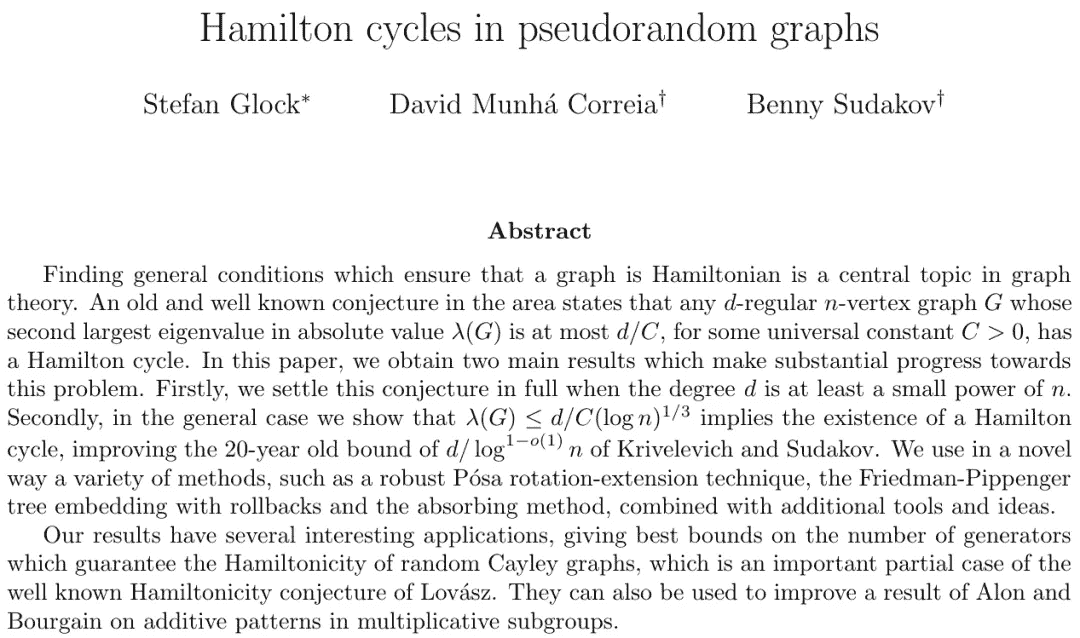 Hamilton cycles in pseudorandom graphs
Stefan Glock* David Munhá Correia† Benny Sudakov†
Abstract
Finding general conditions which ensure that a graph is Hamiltonian is a central topic in graph
theory. An old and well known conjecture in the area states that any d-regular n-vertex graph G whose
second largest eigenvalue in absolute value λ(G) is at most d/C, for some universal constant C > 0, has
a Hamilton cycle. In this paper, we obtain two main results which make substantial progress towards
this problem. Firstly, we settle this conjecture in full when the degree d is at least a small power of n.
Secondly, in the general case we show that λ(G) ≤ d/C(log n)^{1/3} implies the existence of a Hamilton
cycle, improving the 20-year old bound of d/ log^{1−o(1)} n of Krivelevich and Sudakov. We use in a novel
way a variety of methods, such as a robust Pósa rotation-extension technique, the Friedman-Pippenger
tree embedding with rollbacks and the absorbing method, combined with additional tools and ideas.
Our results have several interesting applications, giving best bounds on the number of generators
which guarantee the Hamiltonicity of random Cayley graphs, which is an important partial case of the
well known Hamiltonicity conjecture of Lovász. They can also be used to improve a result of Alon and
Bourgain on additive patterns in multiplicative subgroups.